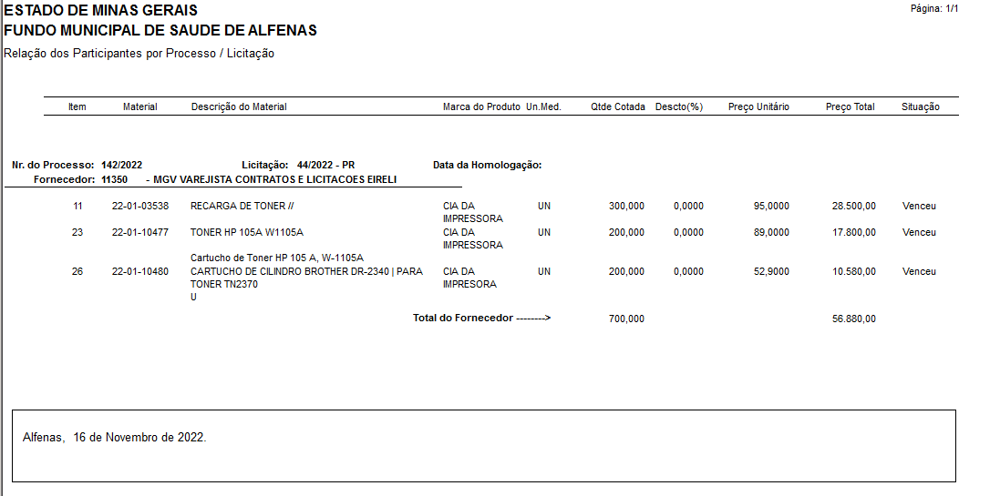 ESTADO DE MINAS GERAIS
Página: 1/1
FUNDO MUNICIPAL DE SAUDE DE ALFENAS
Relação dos Participantes por Processo / Licitação
Item Material Descrição do Material Marca do Produto Un.Med. Qtde Cotada Descto(%) Preço Unitário Preço Total Situação
Nr. do Processo: 142/2022 Licitação: 44/2022 - PR Data da Homologação:
Fornecedor: 11350 - MGV VAREJISTA CONTRATOS E LICITACOES EIRELI
11 22-01-03538 RECARGA DE TONER // CIA DA UN 300,000 0,0000 95,0000 28.500,00 Venceu
IMPRESSORA
23 22-01-10477 TONER HP 105A W1105A CIA DA UN 200,000 0,0000 89,0000 17.800,00 Venceu
IMPRESSORA
Cartucho de Toner HP 105 A, W-1105A
26 22-01-10480 CARTUCHO DE CILINDRO BROTHER DR-2340 | PARA CIA DA UN 200,000 0,0000 52,9000 10.580,00 Venceu
TONER TN2370 IMPRESORA
U
Total do Fornecedor --------> 700,000 56.880,00
Alfenas, 16 de Novembro de 2022.